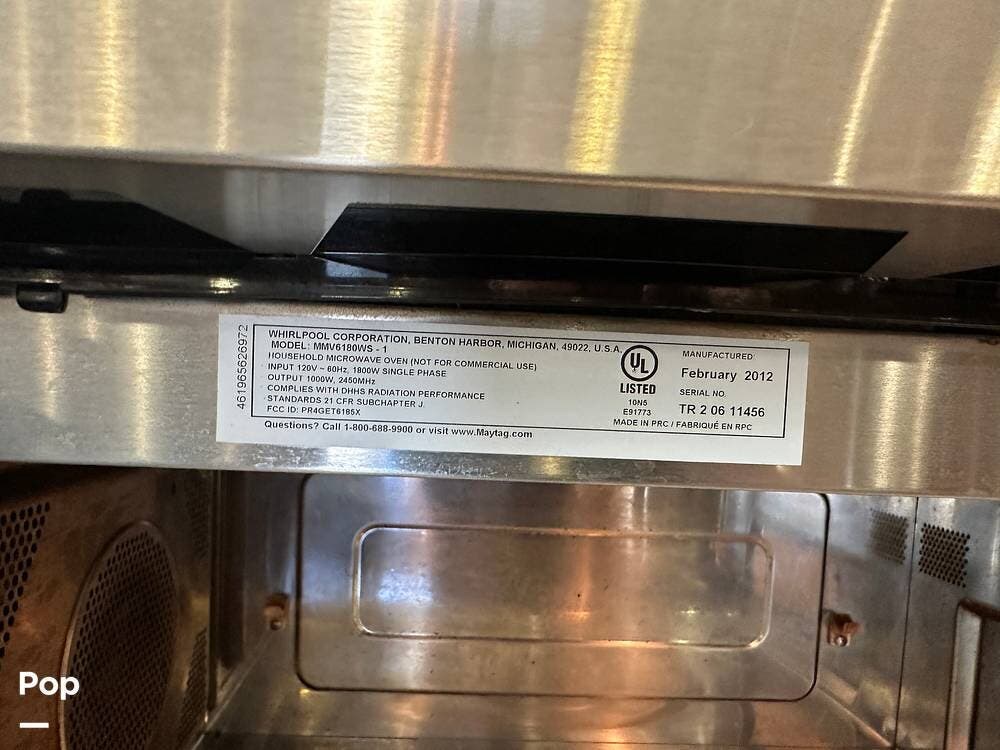 461965626972
WHIRLPOOL CORPORATION, BENTON HARBOR, MICHIGAN, 49022, U.S.A.
MODEL: MMV6180WS - 1
HOUSEHOLD MICROWAVE OVEN (NOT FOR COMMERCIAL USE)
INPUT 120V ~ 60Hz, 1800W SINGLE PHASE
OUTPUT 1000W, 2450MHz
COMPLIES WITH DHHS RADIATION PERFORMANCE
STANDARDS 21 CFR SUBCHAPTER J.
FCC ID: PR4GET6185X
UL
LISTED
10N5
E91773
MANUFACTURED:
February 2012
SERIAL NO.
TR 2 06 11456
MADE IN PRC / FABRIQUÉ EN RPC
Questions? Call 1-800-688-9900 or visit www.Maytag.com
Pop